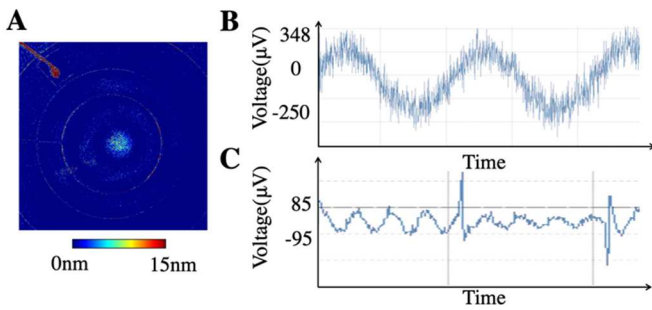 A
0nm
15nm
B
Voltage(μV)
348
0
-250
Time
C
Voltage(μV)
85
-95
Time